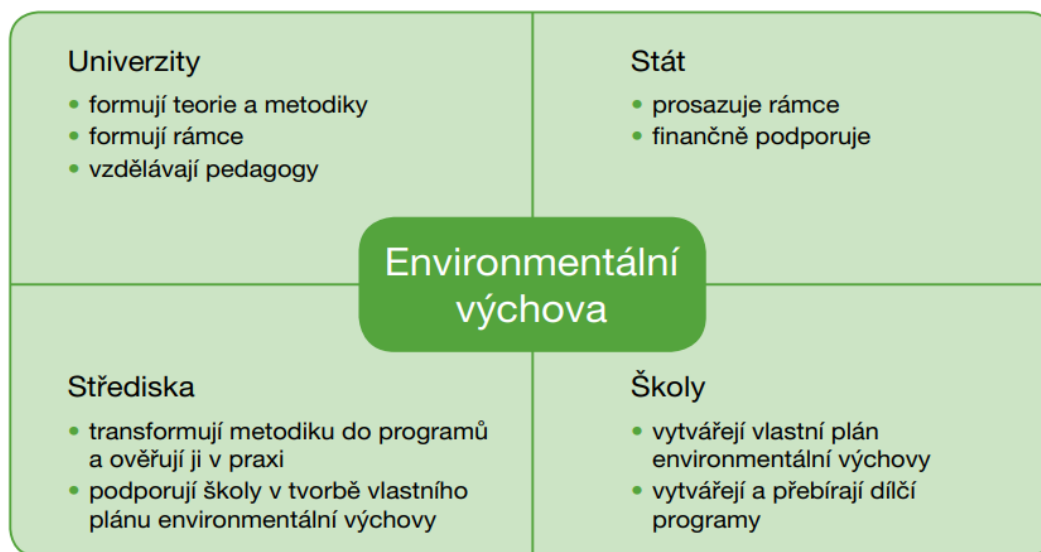 Univerzity
• formují teorie a metodiky
• formují rámce
• vzdělávají pedagogy
Stát
• prosazuje rámce
• finančně podporuje
Environmentální
výchova
Střediska
• transformují metodiku do programů
a ověřují ji v praxi
• podporují školy v tvorbě vlastního
plánu environmentální výchovy
Školy
• vytvářejí vlastní plán
environmentální výchovy
• vytvářejí a přebírají dílčí
programy